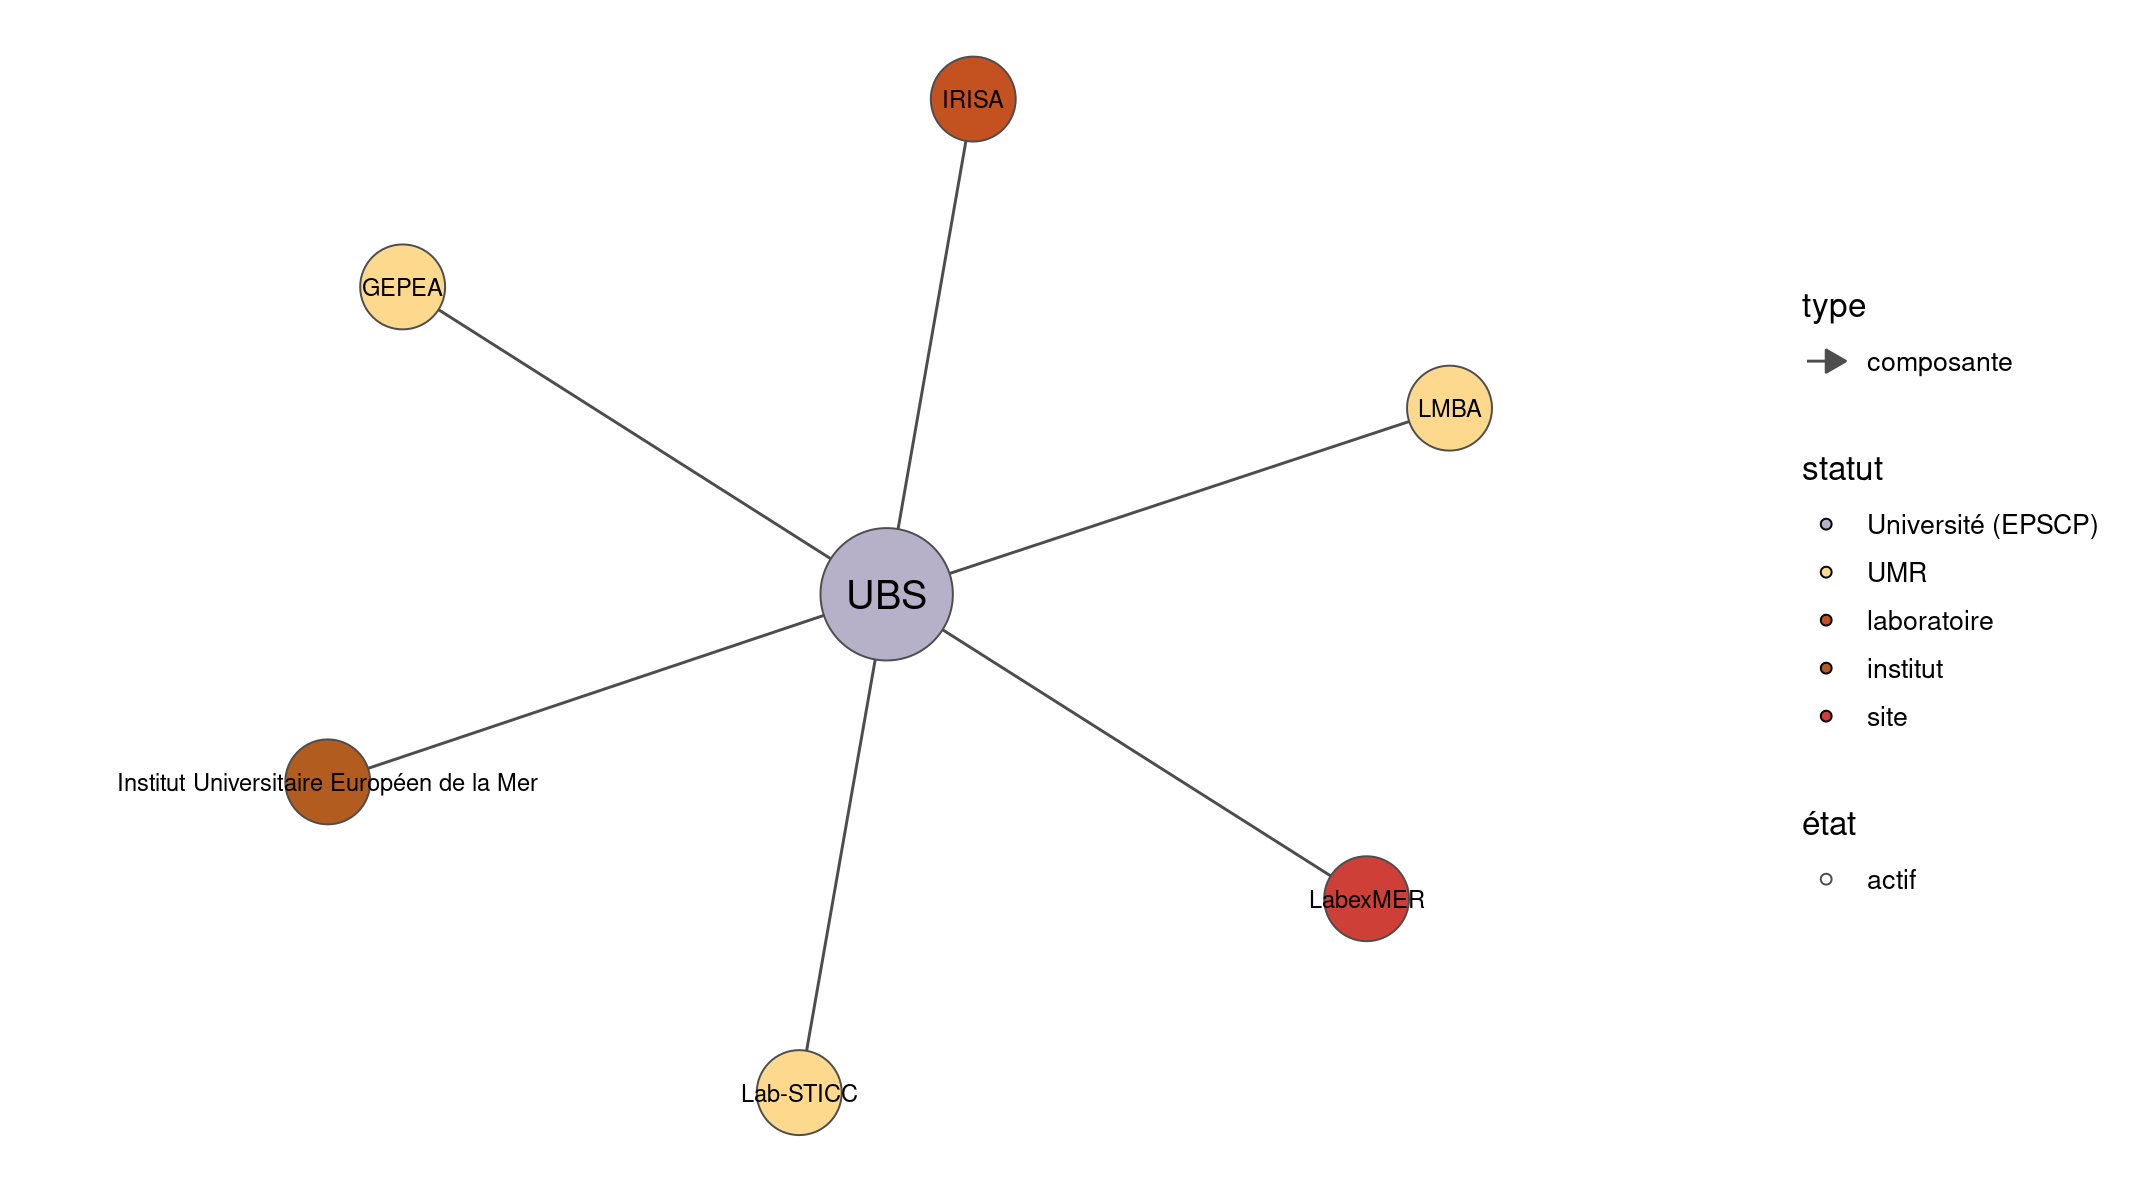 IRISA
GEPEA
LMBA
UBS
Institut Universitaire Européen de la Mer
LabexMER
Lab-STICC
type
composante
statut
Université (EPSCP)
UMR
laboratoire
institut
site
état
actif